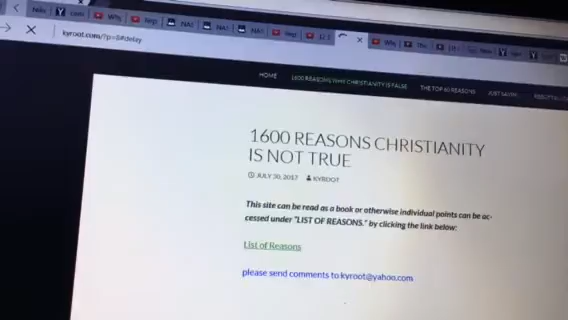 kyroot.com/?p=5#delay
HOME 1600 REASONS WHY CHRISTIANITY IS FALSE THE TOP 60 REASONS JUST SAYIN'
1600 REASONS CHRISTIANITY
IS NOT TRUE
JULY 30, 2017 KYROOT
This site can be read as a book or otherwise individual points can be ac-
cessed under "LIST OF REASONS." by clicking the link below:
List of Reasons
please send comments to kyroot@yahoo.com